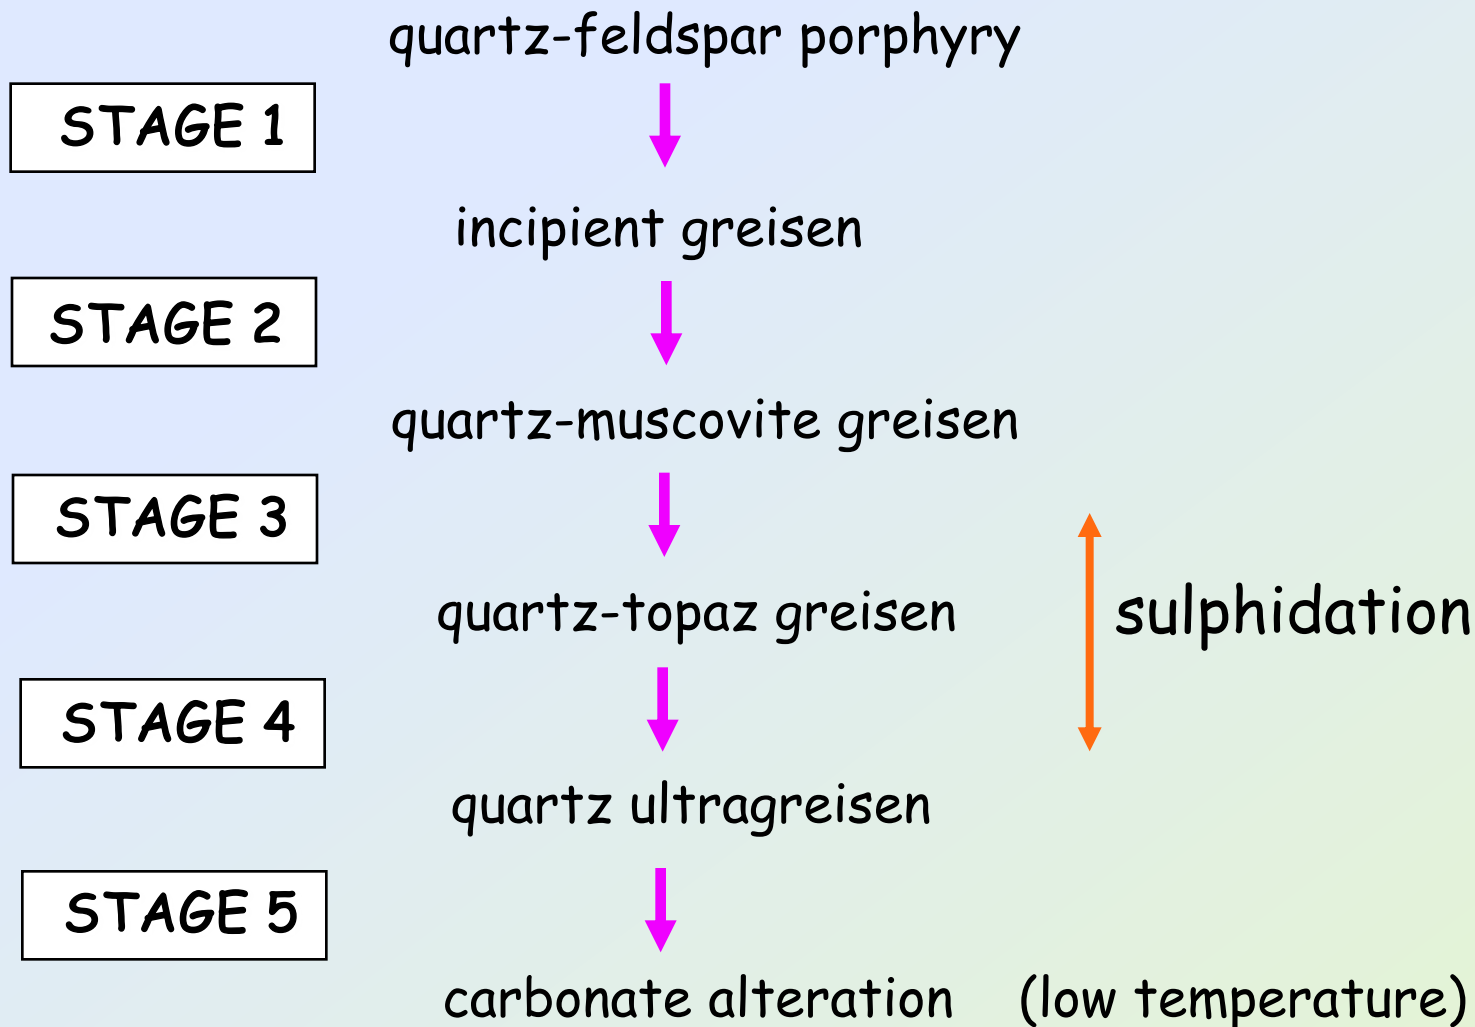 quartz-feldspar porphyry
STAGE 1
incipient greisen
STAGE 2
quartz-muscovite greisen
STAGE 3
quartz-topaz greisen
sulphidation
STAGE 4
quartz ultragreisen
STAGE 5
carbonate alteration (low temperature)